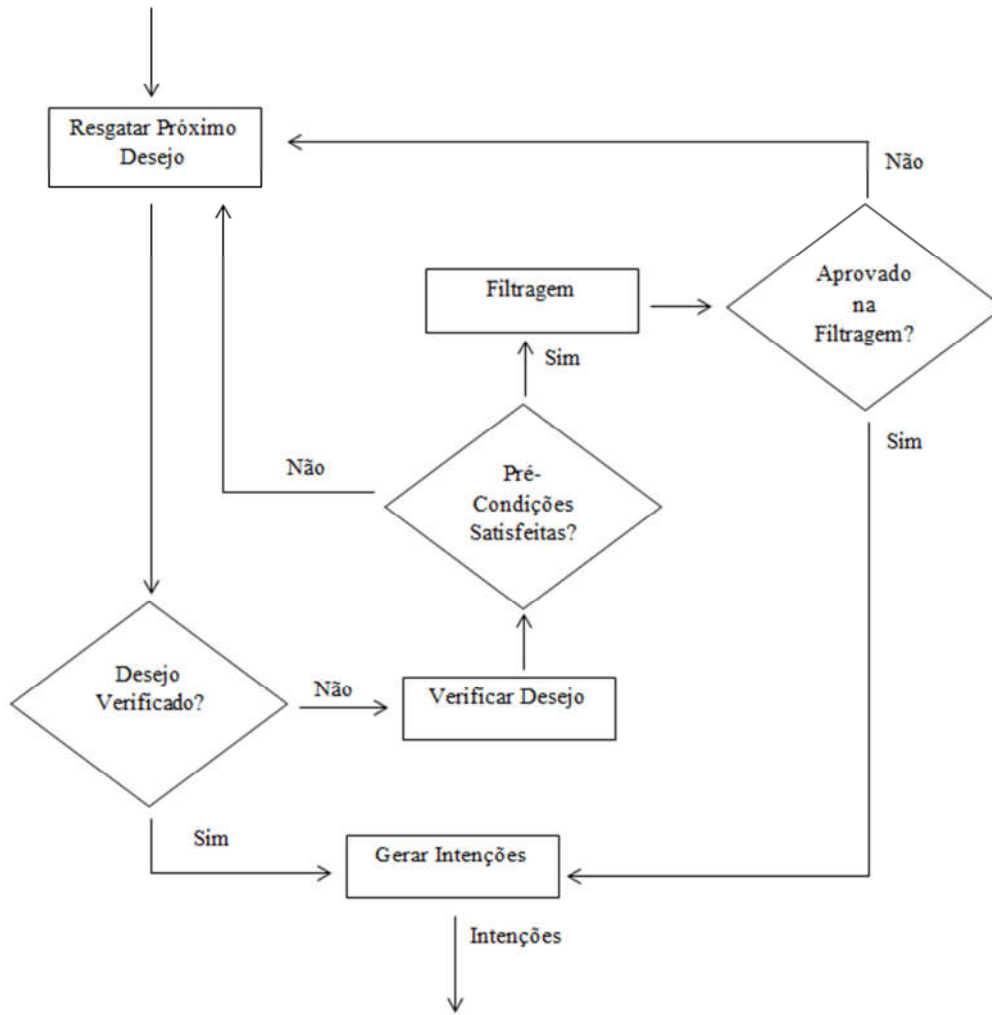 Resgatar Próximo
Desejo
Não
Filtragem
Aprovado
na
Filtragem?
Sim
Sim
Não
Pré-
Condições
Satisfeitas?
Desejo
Verificado?
Não
Verificar Desejo
Sim
Gerar Intenções
Intenções